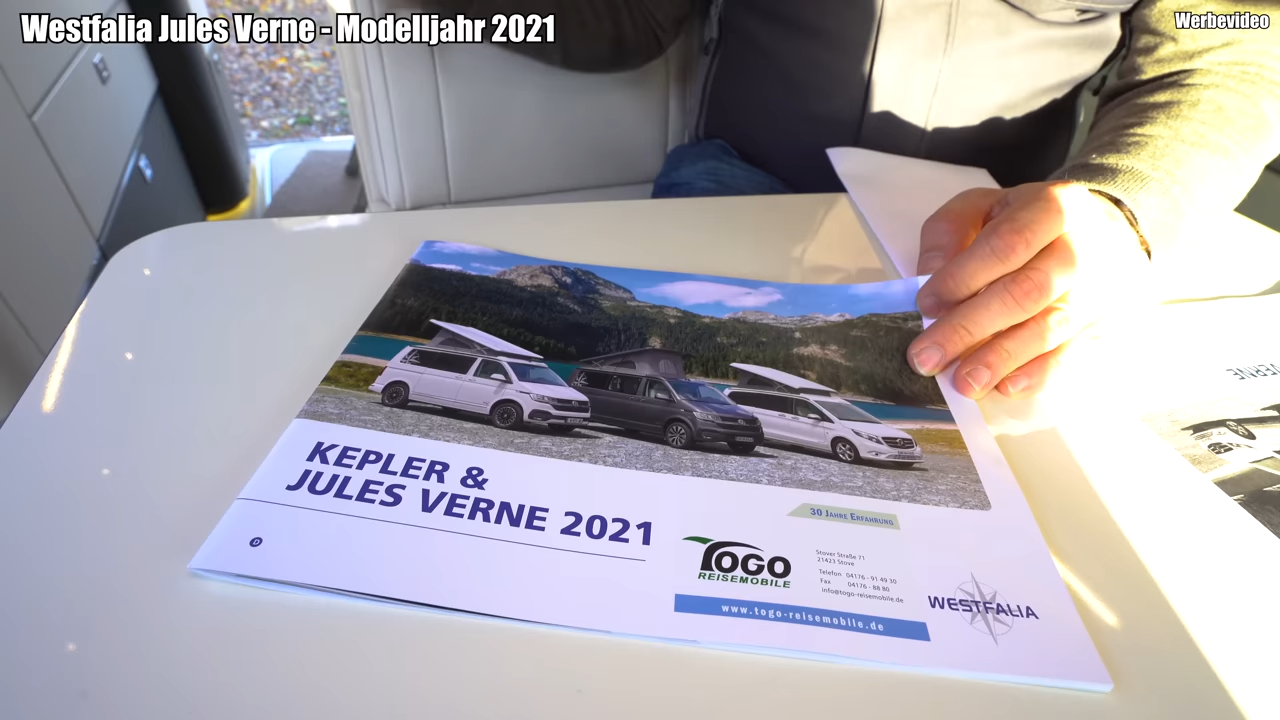 Westfalia Jules Verne - Modelljahr 2021
Werbevideo
KEPLER &
JULES VERNE 2021
D
30 JAHRE ERFAHRUNG
TOGO
REISEMOBILE
Stover Straße 71
21423 Stove
Telefon 04176 - 91 49 30
Fax 04176 - 88 80
info@togo-reisemobile.de
www.togo-reisemobile.de
WESTFALIA
VERNE